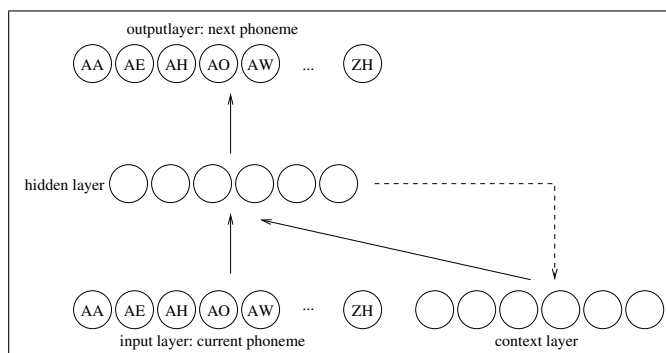 outputlayer: next phoneme
AA AE AH AO AW ... ZH
hidden layer
AA AE AH AO AW ... ZH
input layer: current phoneme
context layer